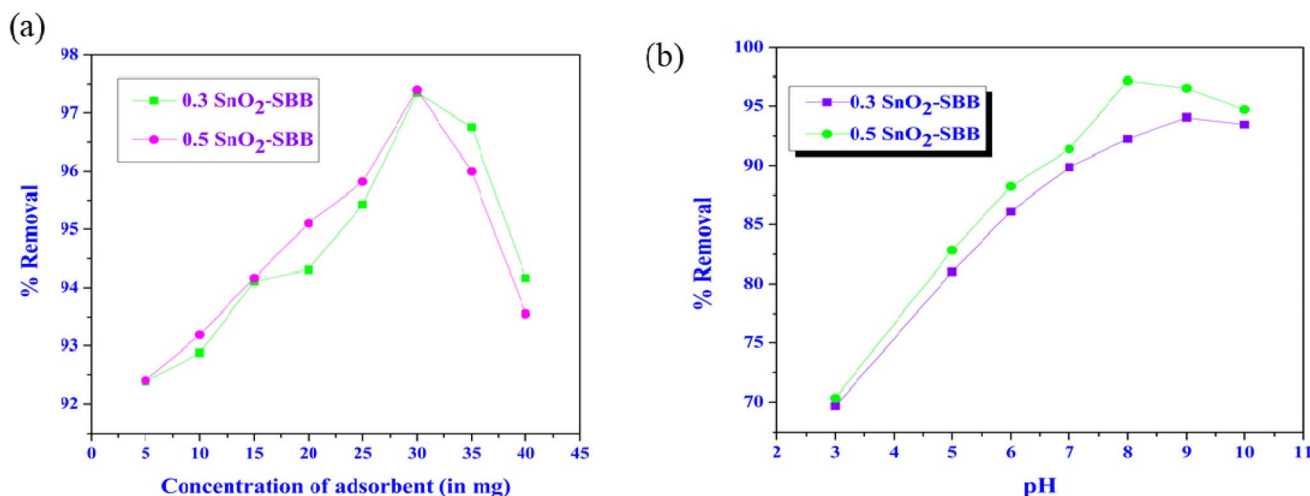 (a)
98
97
96
95
94
93
92
% Removal
0.3 SnO2-SBB
0.5 SnO2-SBB
0 5 10 15 20 25 30 35 40 45
Concentration of adsorbent (in mg)
(b)
100
95
90
85
80
75
70
% Removal
0.3 SnO2-SBB
0.5 SnO2-SBB
2 3 4 5 6 7 8 9 10 11
pH